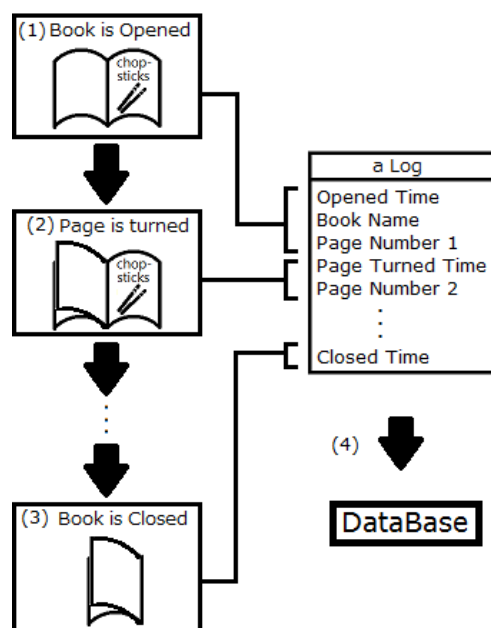 (1) Book is Opened
chop-
sticks
(2) Page is turned
chop-
sticks
(3) Book is Closed
a Log
Opened Time
Book Name
Page Number 1
Page Turned Time
Page Number 2
Closed Time
(4)
DataBase